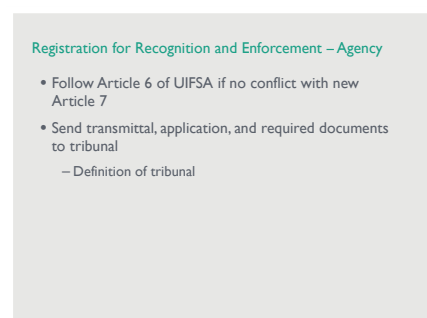 Registration for Recognition and Enforcement – Agency
• Follow Article 6 of UIFSA if no conflict with new
Article 7
• Send transmittal, application, and required documents
to tribunal
– Definition of tribunal